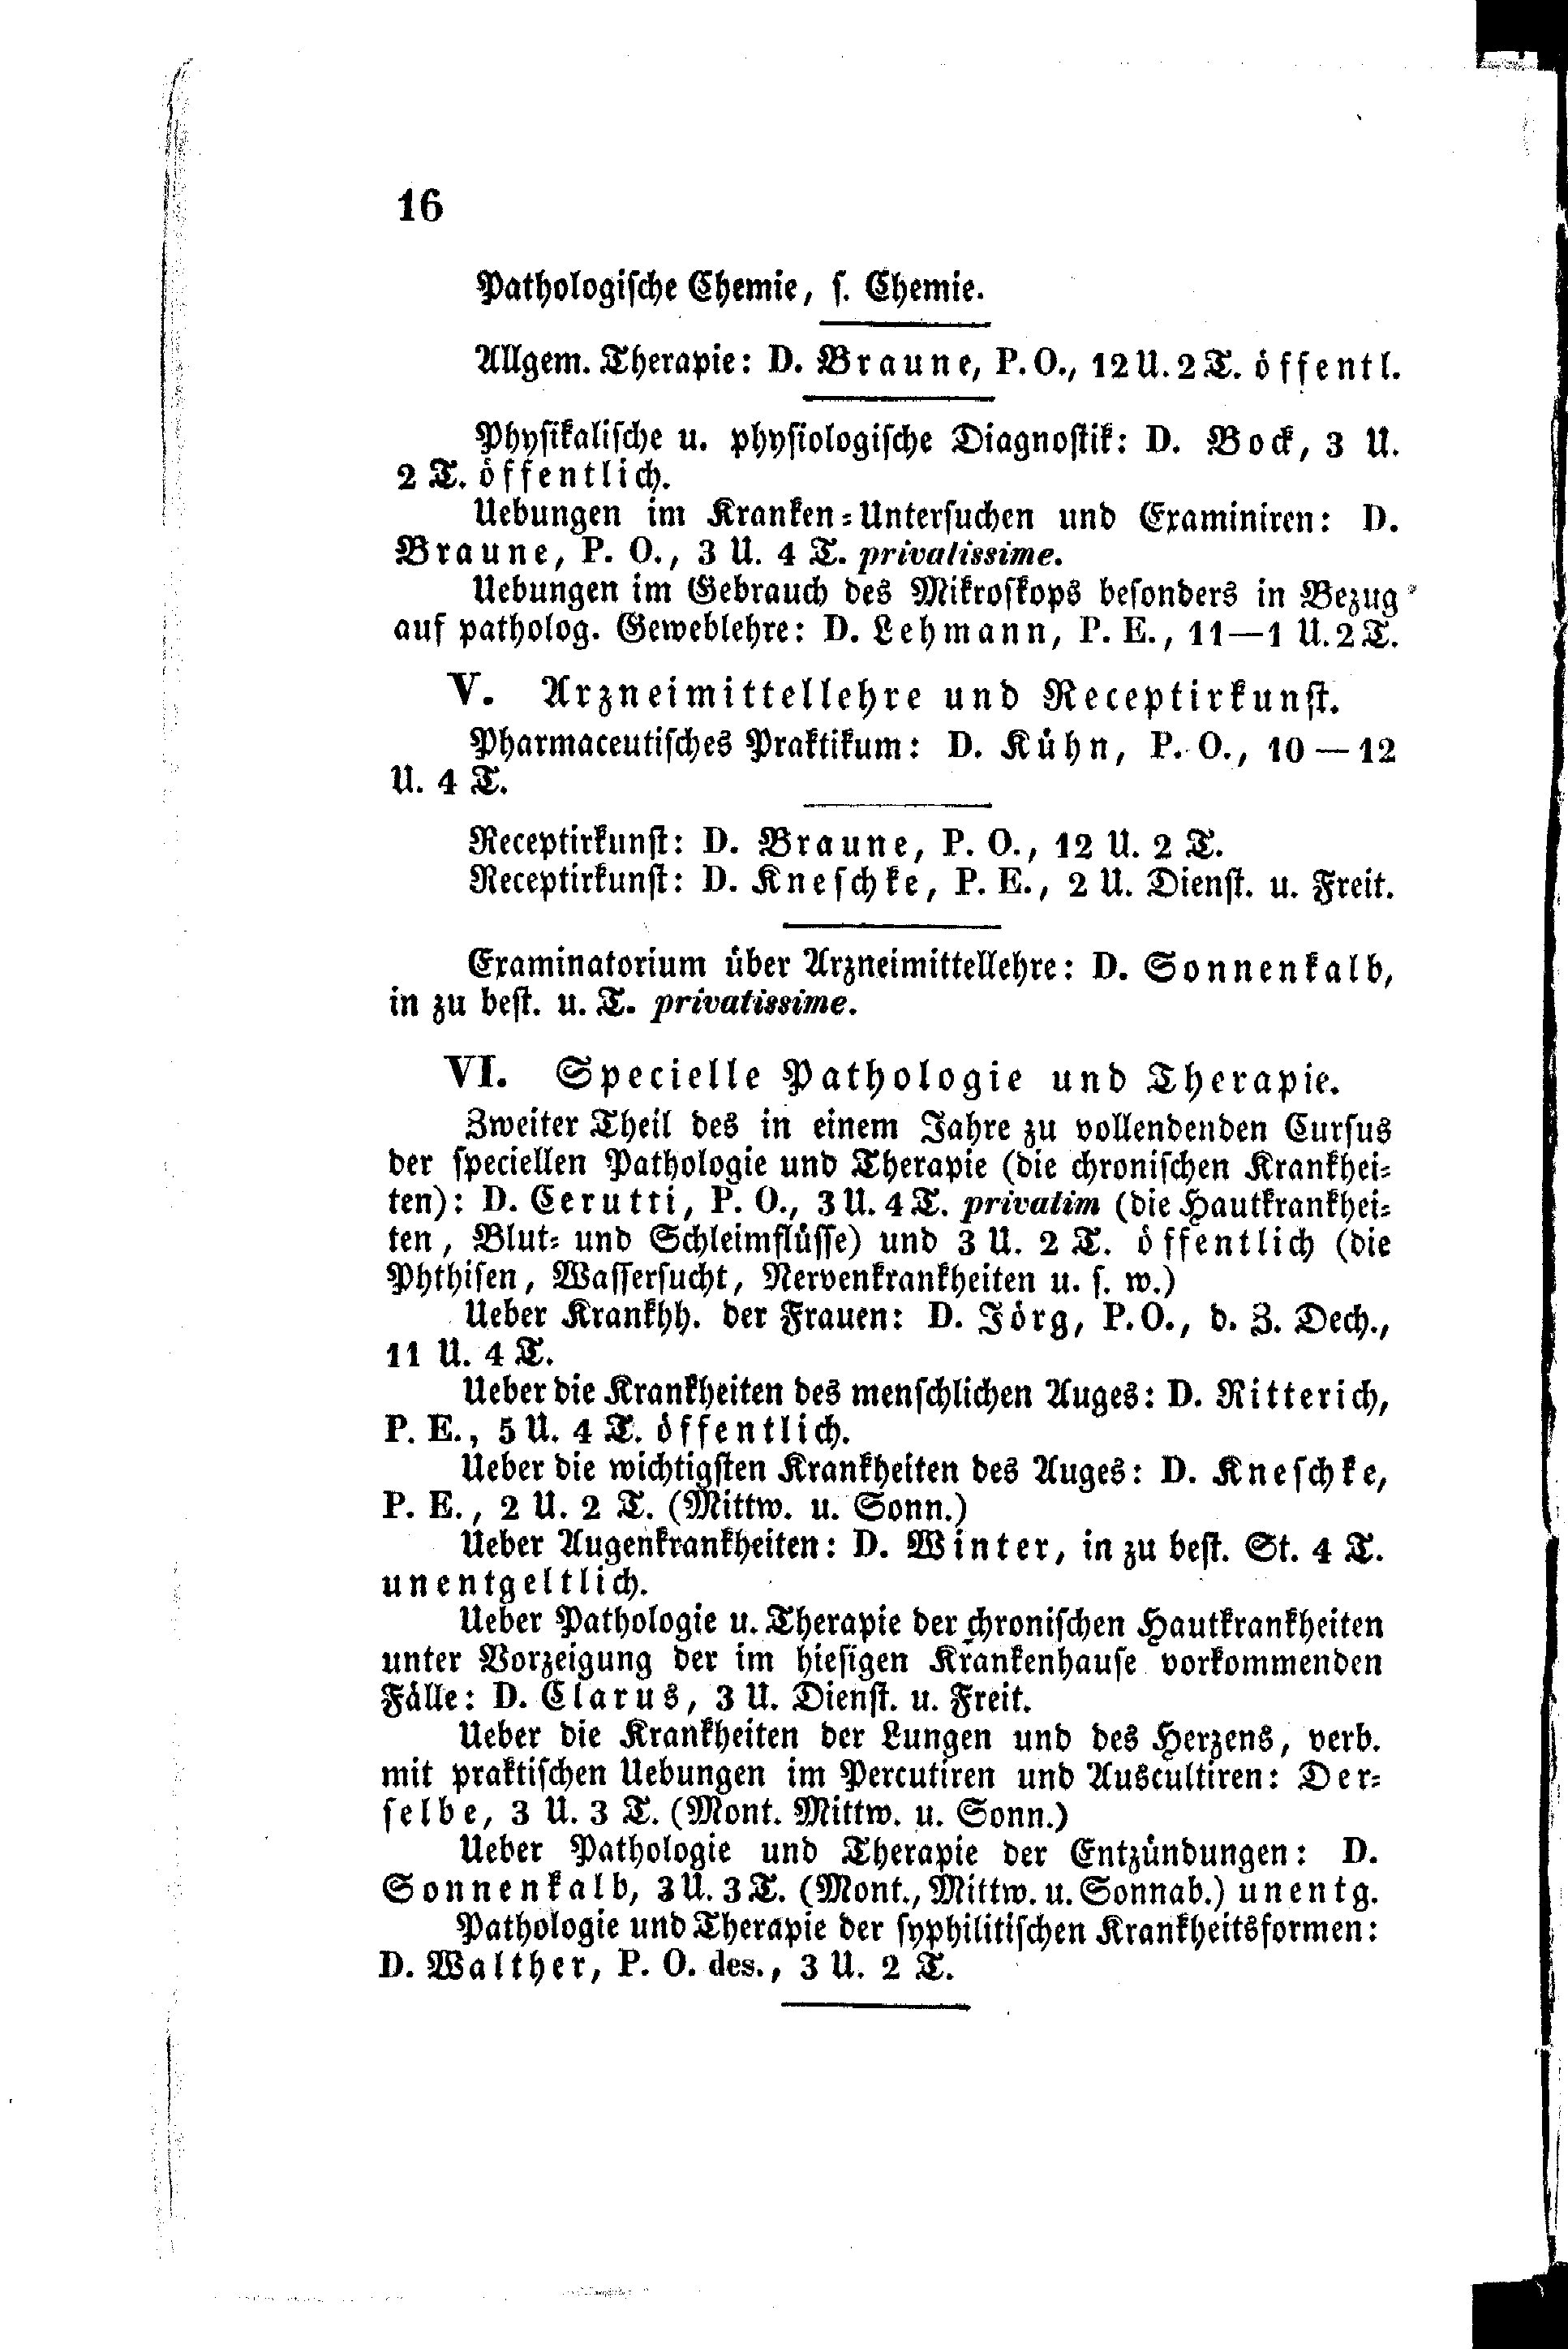 16
Pathologische Chemie, s. Chemie.
Allgem. Therapie: D. Braune, P. O., 12 U. 2 T. öffentl.
Physikalische u. physiologische Diagnostik: D. Bock, 3 U.
2 T. öffentlich.
Uebungen im Kranken-Untersuchen und Examiniren: D.
Braune, P. O., 3 U. 4 T. privatissime.
Uebungen im Gebrauch des Mikroskops besonders in Bezug
auf patholog. Geweblehre: D. Lehmann, P. E., 11—1 U. 2 T.
V. Arzneimittellehre und Receptirkunst.
Pharmaceutisches Praktikum: D. Kühn, P. O., 10—12
U. 4 T.
Receptirkunst: D. Braune, P. O., 12 U. 2 T.
Receptirkunst: D. Kneschke, P. E., 2 U. Dienst. u. Freit.
Examinatorium über Arzneimittellehre: D. Sonnenkalb,
in zu best. u. T. privatissime.
VI. Specielle Pathologie und Therapie.
Zweiter Theil des in einem Jahre zu vollendenden Cursus
der speciellen Pathologie und Therapie (die chronischen Krankhei-
ten): D. Cerutti, P. O., 3 U. 4 T. privatim (die Hautkrankhei-
ten, Blut- und Schleimflüsse) und 3 U. 2 T. öffentlich (die
Phthisen, Wassersucht, Nervenkrankheiten u. s. w.)
Ueber Krankhh. der Frauen: D. Jörg, P. O., d. Z. Dech.,
11 U. 4 T.
Ueber die Krankheiten des menschlichen Auges: D. Ritterich,
P. E., 5 U. 4 T. öffentlich.
Ueber die wichtigsten Krankheiten des Auges: D. Kneschke,
P. E., 2 U. 2 T. (Mittw. u. Sonn.)
Ueber Augenkrankheiten: D. Winter, in zu best. St. 4 T.
unentgeltlich.
Ueber Pathologie u. Therapie der chronischen Hautkrankheiten
unter Vorzeigung der im hiesigen Krankenhause vorkommenden
Fälle: D. Clarus, 3 U. Dienst. u. Freit.
Ueber die Krankheiten der Lungen und des Herzens, verb.
mit praktischen Uebungen im Percutiren und Auscultiren: Der-
selbe, 3 U. 3 T. (Mont. Mittw. u. Sonn.)
Ueber Pathologie und Therapie der Entzündungen: D.
Sonnenkalb, 3 U. 3 T. (Mont., Mittw. u. Sonnab.) unentg.
Pathologie und Therapie der syphilitischen Krankheitsformen:
D. Walther, P. O. des., 3 U. 2 T.